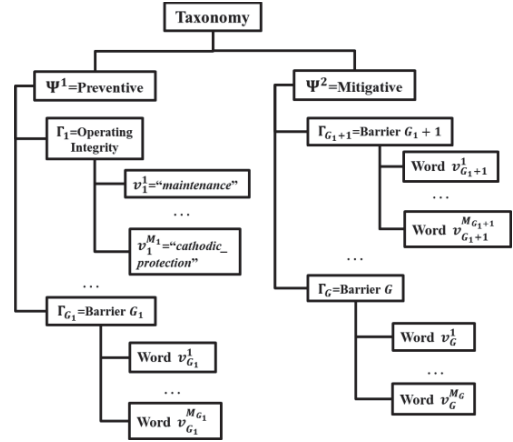 Taxonomy
Ψ¹=Preventive
Γ₁=Operating
Integrity
v₁¹="maintenance"
...
v₁^{M₁}="cathodic_
protection"
...
Γ_{G₁}=Barrier G₁
Word v_{G₁}¹
...
Word v_{G₁}^{M_{G₁}}
Ψ²=Mitigative
Γ_{G₁+1}=Barrier G₁ + 1
Word v_{G₁+1}¹
...
Word v_{G₁+1}^{M_{G₁+1}}
...
Γ_G=Barrier G
Word v_G¹
...
Word v_G^{M_G}